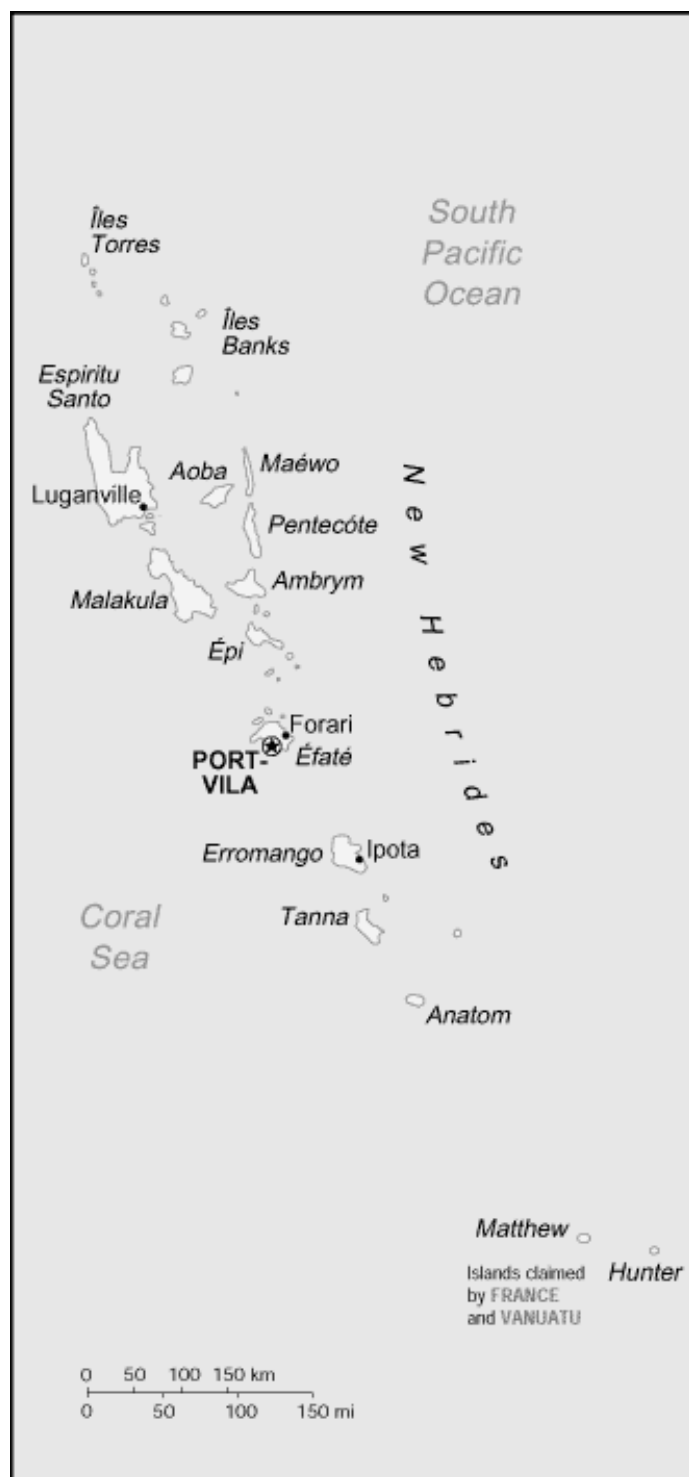 Îles
Torres
South
Pacific
Ocean
Îles
Banks
Espiritu
Santo
Aoba
Maéwo
Luganville
Pentecóte
New Hebrides
Malakula
Ambrym
Épi
Forari
PORT-
VILA
Éfaté
Erromango
Ipota
Coral
Sea
Tanna
Anatom
Matthew
Hunter
Islands claimed
by FRANCE
and VANUATU
0 50 100 150 km
0 50 100 150 mi